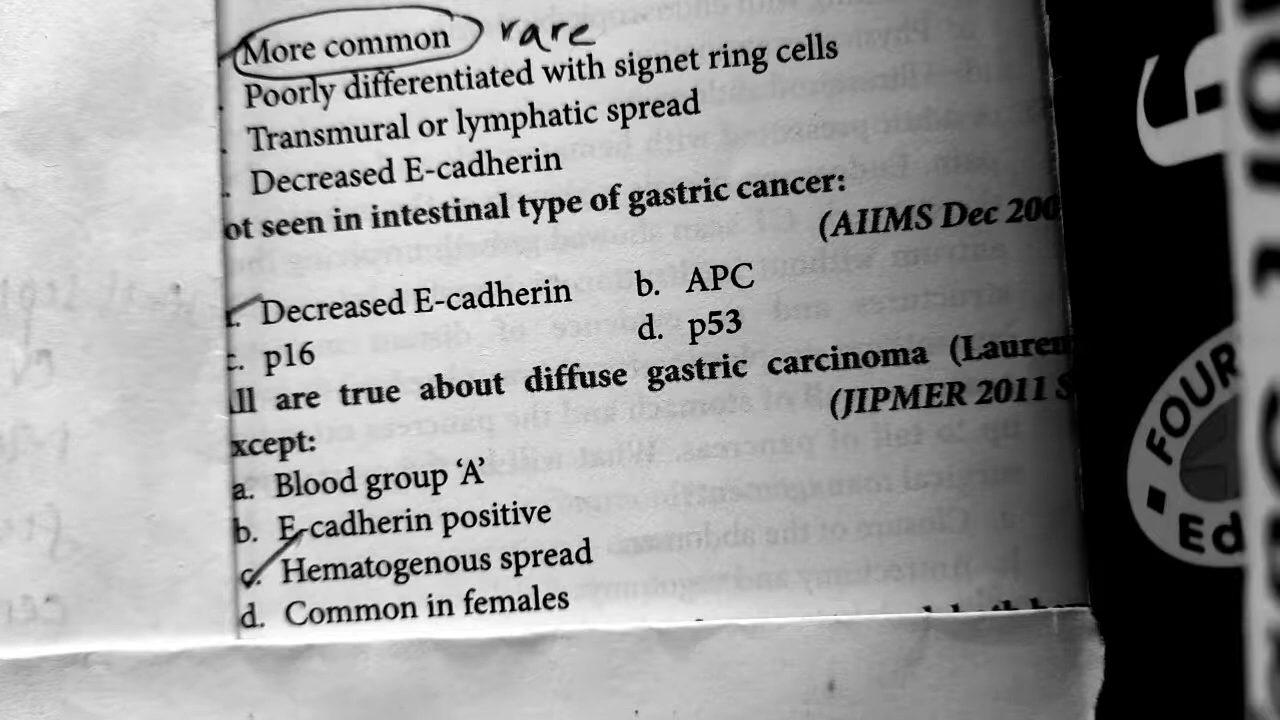 More common rare
Poorly differentiated with signet ring cells
Transmural or lymphatic spread
Decreased E-cadherin
ot seen in intestinal type of gastric cancer:
(AIIMS Dec 200
Decreased E-cadherin b. APC
c. p16 d. p53
ll are true about diffuse gastric carcinoma (Lauren
(JIPMER 2011 S
xcept:
a. Blood group ‘A’
b. E-cadherin positive
c. Hematogenous spread
d. Common in females
FOUR
Ed